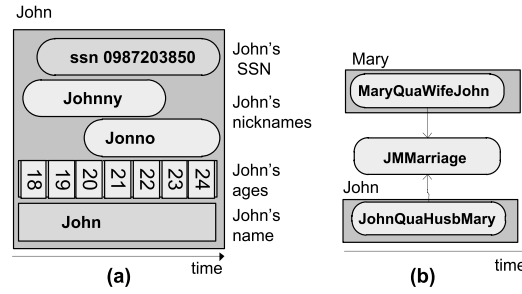 John
ssn 0987203850
John's
SSN
Johnny
John's
nicknames
Jonno
18 19 20 21 22 23 24
John's
ages
John
John's
name
time
(a)
Mary
MaryQuaWifeJohn
JMMarriage
John
JohnQuaHusbMary
time
(b)